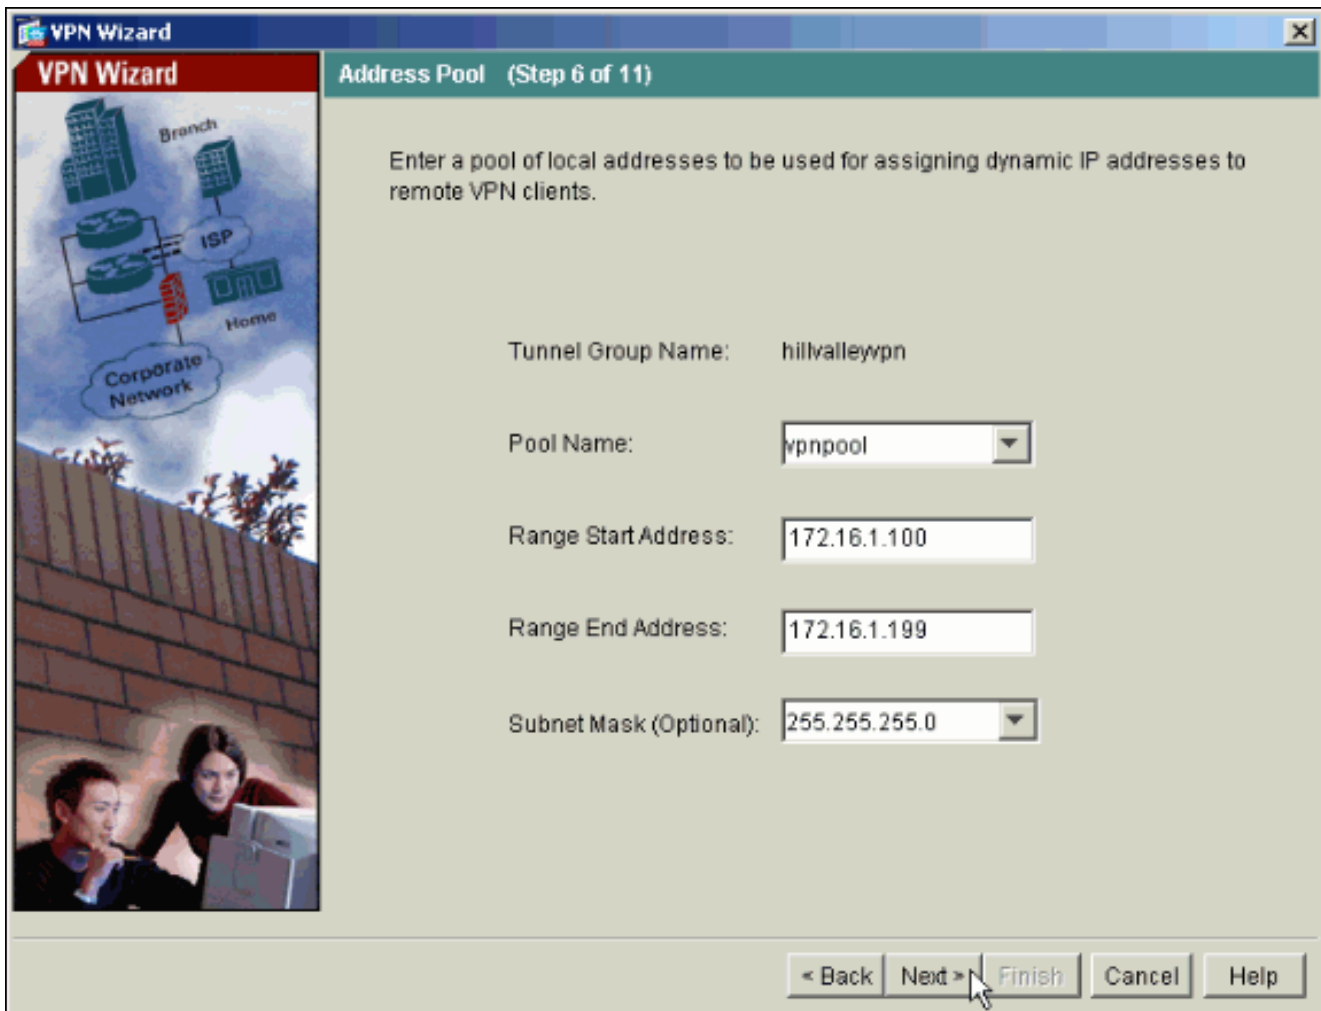 VPN Wizard
VPN Wizard
Address Pool (Step 6 of 11)
Branch
ISP
Home
Corporate
Network
Enter a pool of local addresses to be used for assigning dynamic IP addresses to
remote VPN clients.
Tunnel Group Name: hillvalleyvpn
Pool Name: vpnpool
Range Start Address: 172.16.1.100
Range End Address: 172.16.1.199
Subnet Mask (Optional): 255.255.255.0
< Back Next > Finish Cancel Help